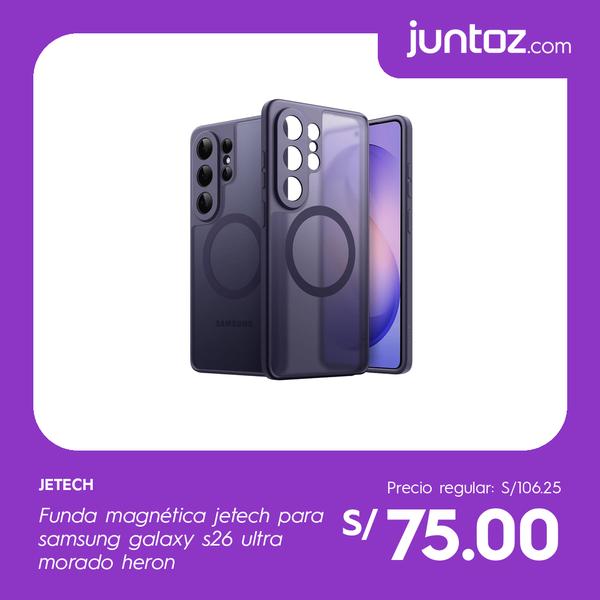 juntoz.com
SAMSUNG
JETECH
Funda magnética jetech para
samsung galaxy s26 ultra
morado heron
Precio regular: S/106.25
S/75.00